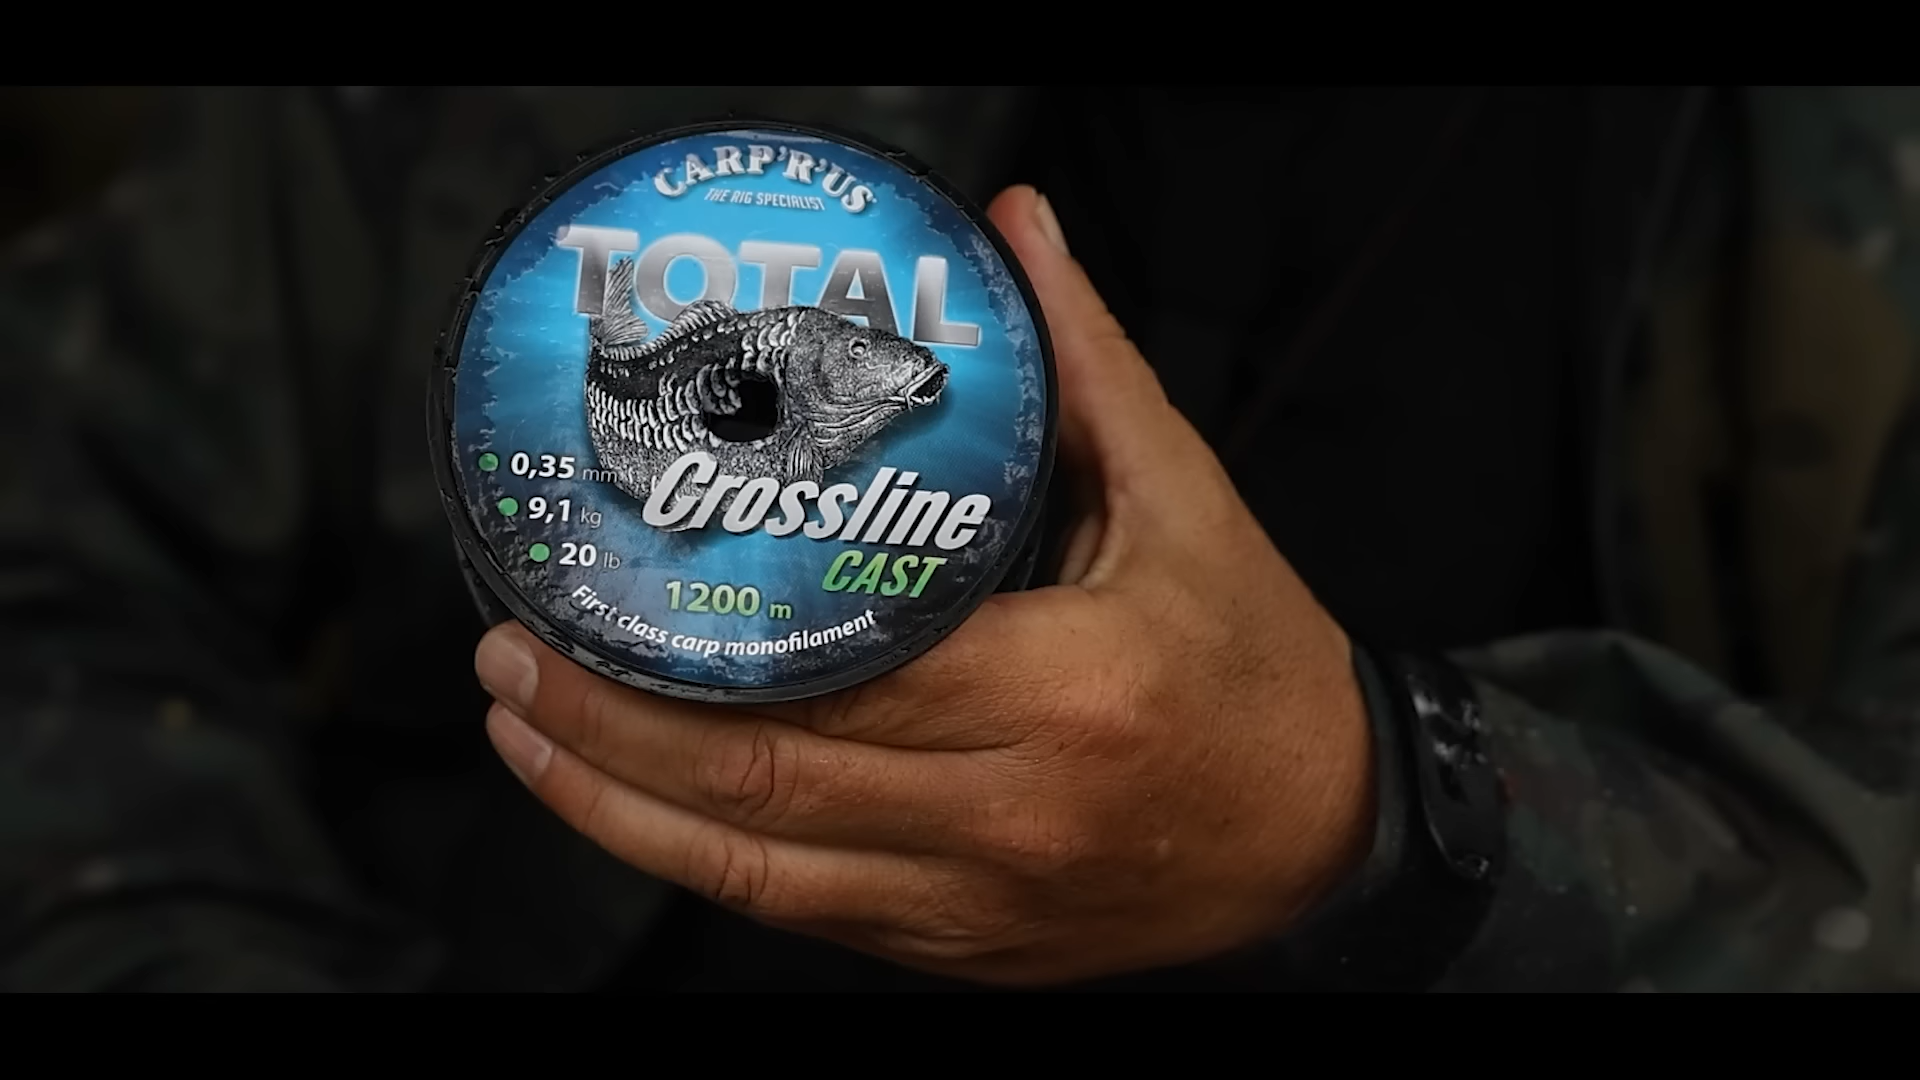 CARP'R'US
THE RIG SPECIALIST
TOTAL
Crossline
CAST
0,35 mm
9,1 kg
20 lb
1200 m
First class carp monofilament